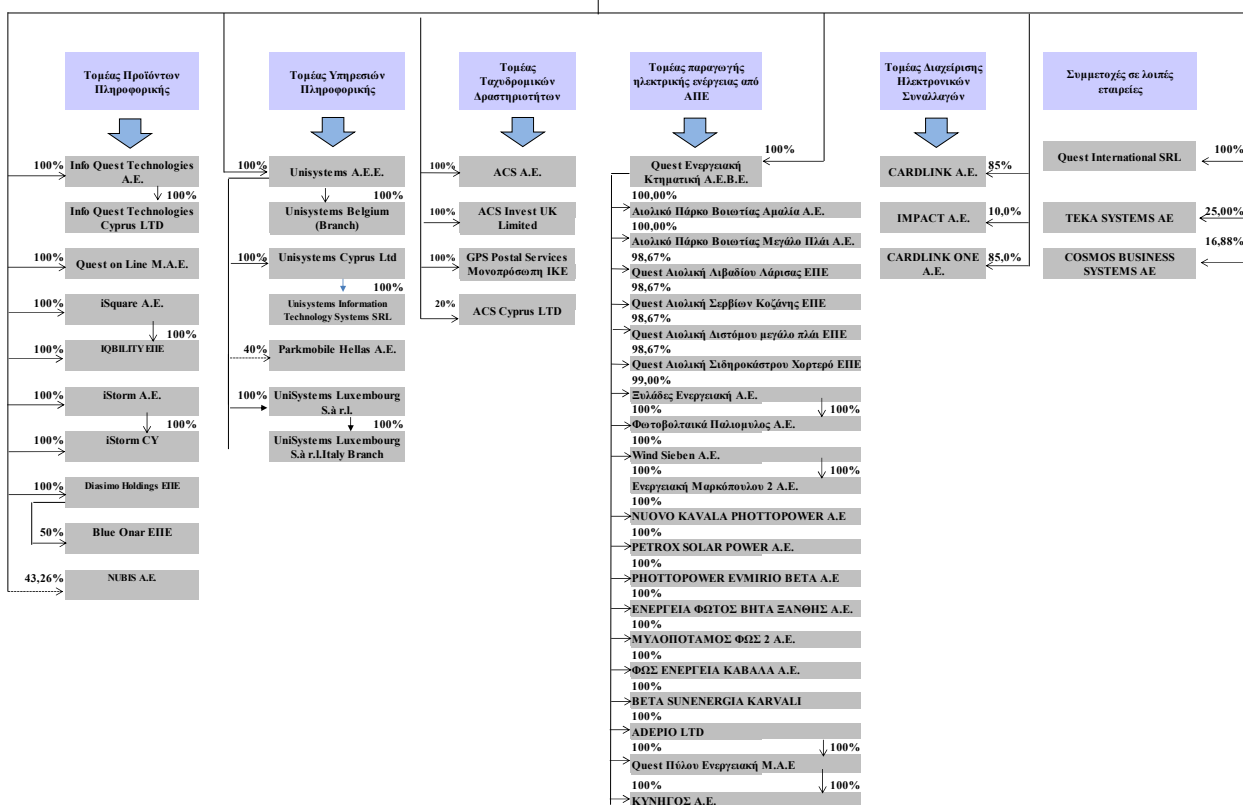 Τομέας Προϊόντων
Πληροφορικής
100%
Info Quest Technologies
Α.Ε.
100%
Info Quest Technologies
Cyprus LTD
100%
Quest on Line Μ.Α.Ε.
100%
iSquare Α.Ε.
100%
100%
IQBILITY ΕΠΕ
100%
iStorm Α.Ε.
100%
100%
iStorm CY
100%
Diasimo Holdings ΕΠΕ
50%
Blue Onar ΕΠΕ
43,26%
NUBIS Α.Ε.
Τομέας Υπηρεσιών
Πληροφορικής
100%
Unisystems Α.Ε.Ε.
100%
Unisystems Belgium
(Branch)
100%
Unisystems Cyprus Ltd
100%
Unisystems Information
Technology Systems SRL
40%
Parkmobile Hellas Α.Ε.
100%
UniSystems Luxembourg
S.à r.l.
100%
UniSystems Luxembourg
S.à r.l.Italy Branch
Τομέας
Ταχυδρομικών
Δραστηριοτήτων
100%
ACS Α.Ε.
100%
ACS Invest UK
Limited
100%
GPS Postal Services
Μονοπρόσωπη ΙΚΕ
20%
ACS Cyprus LTD
Τομέας παραγωγής
ηλεκτρικής ενέργειας από
ΑΠΕ
100%
Quest Ενεργειακή
Κτηματική Α.Ε.Β.Ε.
100,00%
Αιολικό Πάρκο Βοιωτίας Αμαλία Α.Ε.
100,00%
Αιολικό Πάρκο Βοιωτίας Μεγάλο Πλάι Α.Ε.
98,67%
Quest Αιολική Λιβαδίου Λάρισας ΕΠΕ
98,67%
Quest Αιολική Σερβίων Κοζάνης ΕΠΕ
98,67%
Quest Αιολική Διστόμου μεγάλο πλάι ΕΠΕ
98,67%
Quest Αιολική Σιδηροκάστρου Χορτερό ΕΠΕ
99,00%
Ξυλάδες Ενεργειακή Α.Ε.
100%
100%
Φωτοβολταικά Παλιομυλος Α.Ε.
100%
Wind Sieben Α.Ε.
100%
100%
Ενεργειακή Μαρκόπουλου 2 Α.Ε.
100%
NUOVO KAVALA PHOTTOPOWER Α.Ε
100%
PETROX SOLAR POWER Α.Ε.
100%
PHOTTOPOWER EVMIRIO BETA Α.Ε
100%
ΕΝΕΡΓΕΙΑ ΦΩΤΟΣ ΒΗΤΑ ΞΑΝΘΗΣ Α.Ε.
100%
ΜΥΛΟΠΟΤΑΜΟΣ ΦΩΣ 2 Α.Ε.
100%
ΦΩΣ ΕΝΕΡΓΕΙΑ ΚΑΒΑΛΑ Α.Ε.
100%
BETA SUNENERGIA KARVALI
100%
ADEPIO LTD
100%
100%
Quest Πύλου Ενεργειακή Μ.Α.Ε
100%
100%
ΚΥΝΗΓΟΣ Α.Ε.
Τομέας Διαχείρισης
Ηλεκτρονικών
Συναλλαγών
CARDLINK Α.Ε.
85%
IMPACT Α.Ε.
10,0%
CARDLINK ONE
Α.Ε.
85,0%
Συμμετοχές σε λοιπές
εταιρείες
Quest International SRL
100%
TEKA SYSTEMS ΑΕ
25,00%
16,88%
COSMOS BUSINESS
SYSTEMS ΑΕ